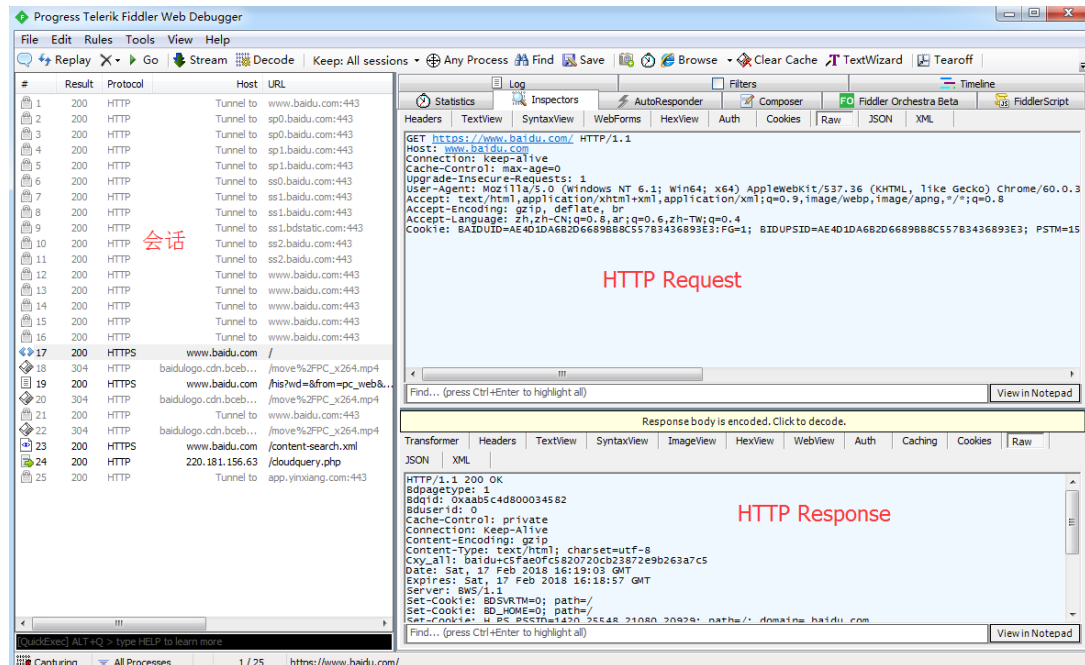 Progress Telerik Fiddler Web Debugger
File Edit Rules Tools View Help
Replay Go Stream Decode Keep: All sessions Any Process Find Save Browse Clear Cache TextWizard Tearoff
# Result Protocol Host URL
1 200 HTTP Tunnel to www.baidu.com:443
2 200 HTTP Tunnel to sp0.baidu.com:443
3 200 HTTP Tunnel to sp0.baidu.com:443
4 200 HTTP Tunnel to sp1.baidu.com:443
5 200 HTTP Tunnel to sp1.baidu.com:443
6 200 HTTP Tunnel to ss0.baidu.com:443
7 200 HTTP Tunnel to ss1.baidu.com:443
8 200 HTTP Tunnel to ss1.baidu.com:443
9 200 HTTP Tunnel to ss1.bdstatic.com:443
10 200 HTTP Tunnel to ss2.baidu.com:443
11 200 HTTP Tunnel to ss2.baidu.com:443
12 200 HTTP Tunnel to www.baidu.com:443
13 200 HTTP Tunnel to www.baidu.com:443
14 200 HTTP Tunnel to www.baidu.com:443
15 200 HTTP Tunnel to www.baidu.com:443
16 200 HTTP Tunnel to www.baidu.com:443
17 200 HTTPS www.baidu.com /
18 304 HTTP baidulogo.cdn.bceb... /move%2FPC_x264.mp4
19 200 HTTPS www.baidu.com /his?wd=&from=pc_web&...
20 304 HTTP baidulogo.cdn.bceb... /move%2FPC_x264.mp4
21 200 HTTP Tunnel to www.baidu.com:443
22 304 HTTP baidulogo.cdn.bceb... /move%2FPC_x264.mp4
23 200 HTTPS www.baidu.com /content-search.xml
24 200 HTTP 220.181.156.63 /cloudquery.php
25 200 HTTP Tunnel to app.yinxiang.com:443
会话
[QuickExec] ALT+Q > type HELP to learn more
Log Filters Timeline
Statistics Inspectors AutoResponder Composer FO Fiddler Orchestra Beta FiddlerScript
Headers TextView SyntaxView WebForms HexView Auth Cookies Raw JSON XML
GET https://www.baidu.com/ HTTP/1.1
Host: www.baidu.com
Connection: keep-alive
Cache-Control: max-age=0
Upgrade-Insecure-Requests: 1
User-Agent: Mozilla/5.0 (Windows NT 6.1; Win64; x64) AppleWebKit/537.36 (KHTML, like Gecko) Chrome/60.0.3
Accept: text/html,application/xhtml+xml,application/xml;q=0.9,image/webp,image/apng,*/*;q=0.8
Accept-Encoding: gzip, deflate, br
Accept-Language: zh,zh-CN;q=0.8,ar;q=0.6,zh-TW;q=0.4
Cookie: BAIDUID=AE4D1DA6B2D6689B88C557B3436893E3:FG=1; BIDUPSID=AE4D1DA6B2D6689B88C557B3436893E3; PSTM=15
HTTP Request
Find... (press Ctrl+Enter to highlight all) View in Notepad
Response body is encoded. Click to decode.
Transformer Headers TextView SyntaxView ImageView HexView WebView Auth Caching Cookies Raw
JSON XML
HTTP/1.1 200 OK
Bdpagetype: 1
Bdqid: 0xaab5c4d800034582
Bduserid: 0
Cache-Control: private
Connection: Keep-Alive
Content-Encoding: gzip
Content-Type: text/html; charset=utf-8
Cxy_all: baidu+c5fae0fc5820720cb23872e9b263a7c5
Date: Sat, 17 Feb 2018 16:19:03 GMT
Expires: Sat, 17 Feb 2018 16:18:57 GMT
Server: BWS/1.1
Set-Cookie: BDSVRTM=0; path=/
Set-Cookie: BD_HOME=0; path=/
Set-Cookie: H_PS_PSSID=1420_25548_21080_20929; path=/; domain=.baidu.com
HTTP Response
Find... (press Ctrl+Enter to highlight all) View in Notepad
Capturing All Processes 1 / 25 https://www.baidu.com/